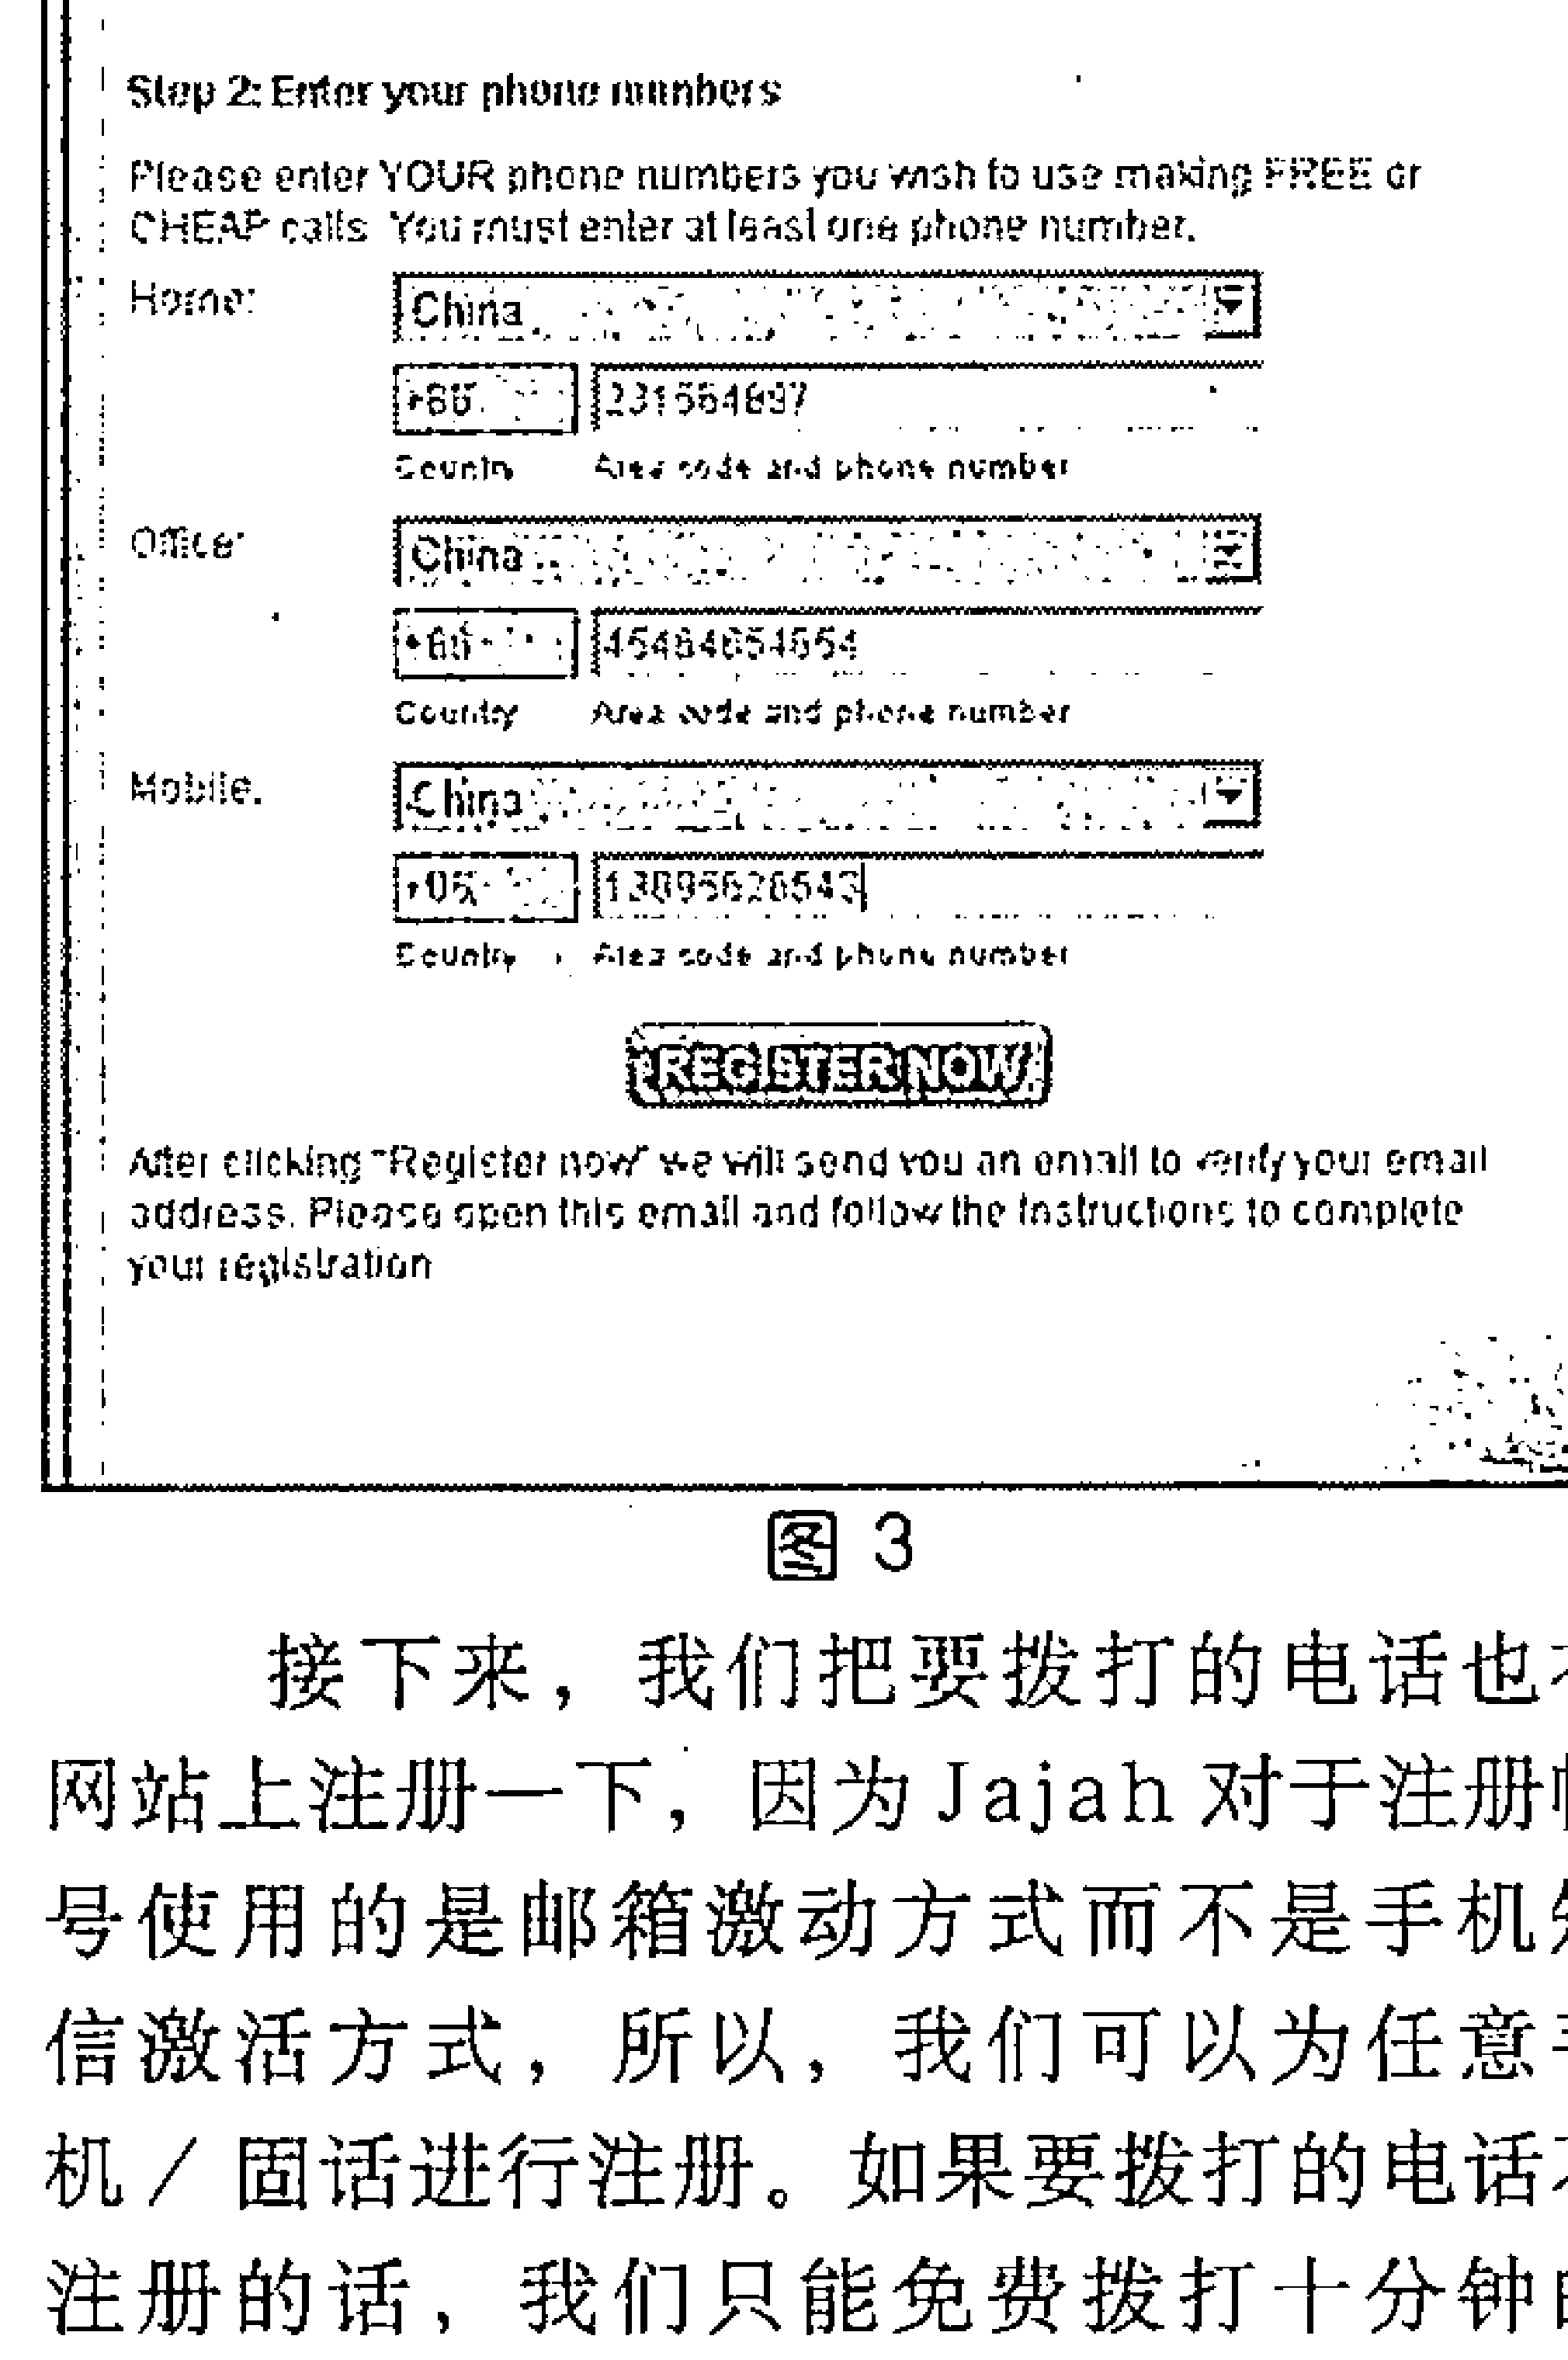 Step 2: Enter your phone numbers
Please enter YOUR phone numbers you wish to use making FREE or
CHEAP calls. You must enter at least one phone number.
Home:
China
+86
Country
Area code and phone number
Office:
China
+86
45464654654
Country
Area code and phone number
Mobile:
China
+86
Country
Area code and phone number
REGISTER NOW
After clicking "Register now" we will send you an email to verify your email
address. Please open this email and follow the instructions to complete
your registration
图 3
接下来，我们把要拨打的电话也
网站上注册一下，因为Jajah对于注册
号使用的是邮箱激动方式而不是手机
信激活方式，所以，我们可以为任意
机／固话进行注册。如果要拨打的电话
注册的话，我们只能免费拨打十分钟